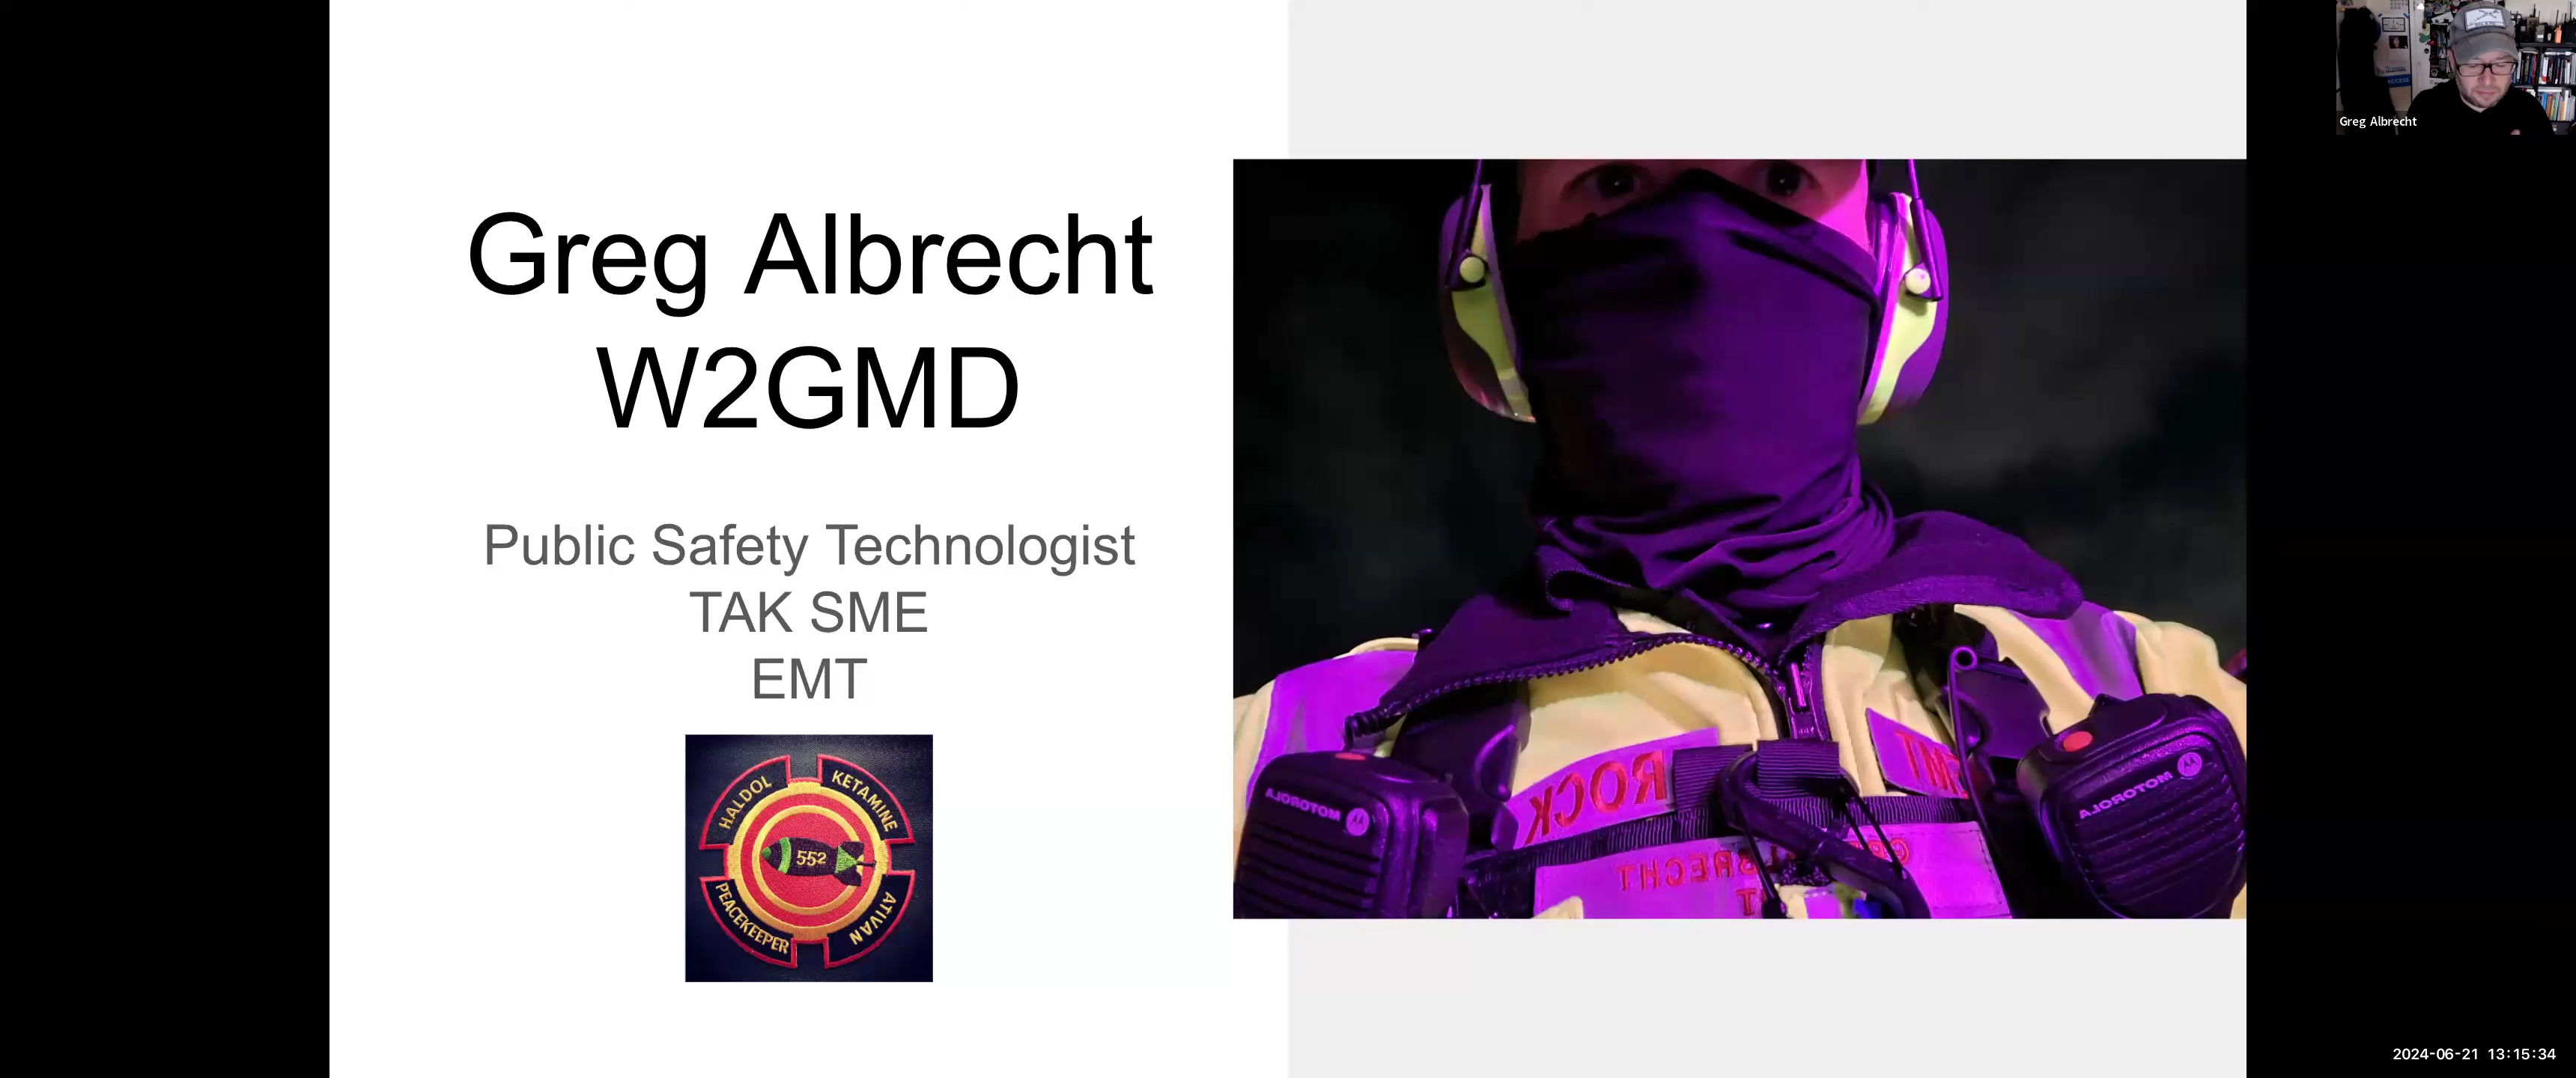 Greg Albrecht
W2GMD
Public Safety Technologist
TAK SME
EMT
HALDOL
KETAMINE
552
PEACEKEEPER
ATIVAN
MOTOROLA
ROCK
MOTOROLA
ALBRECHT
Greg Albrecht
2024-06-21 13:15:34